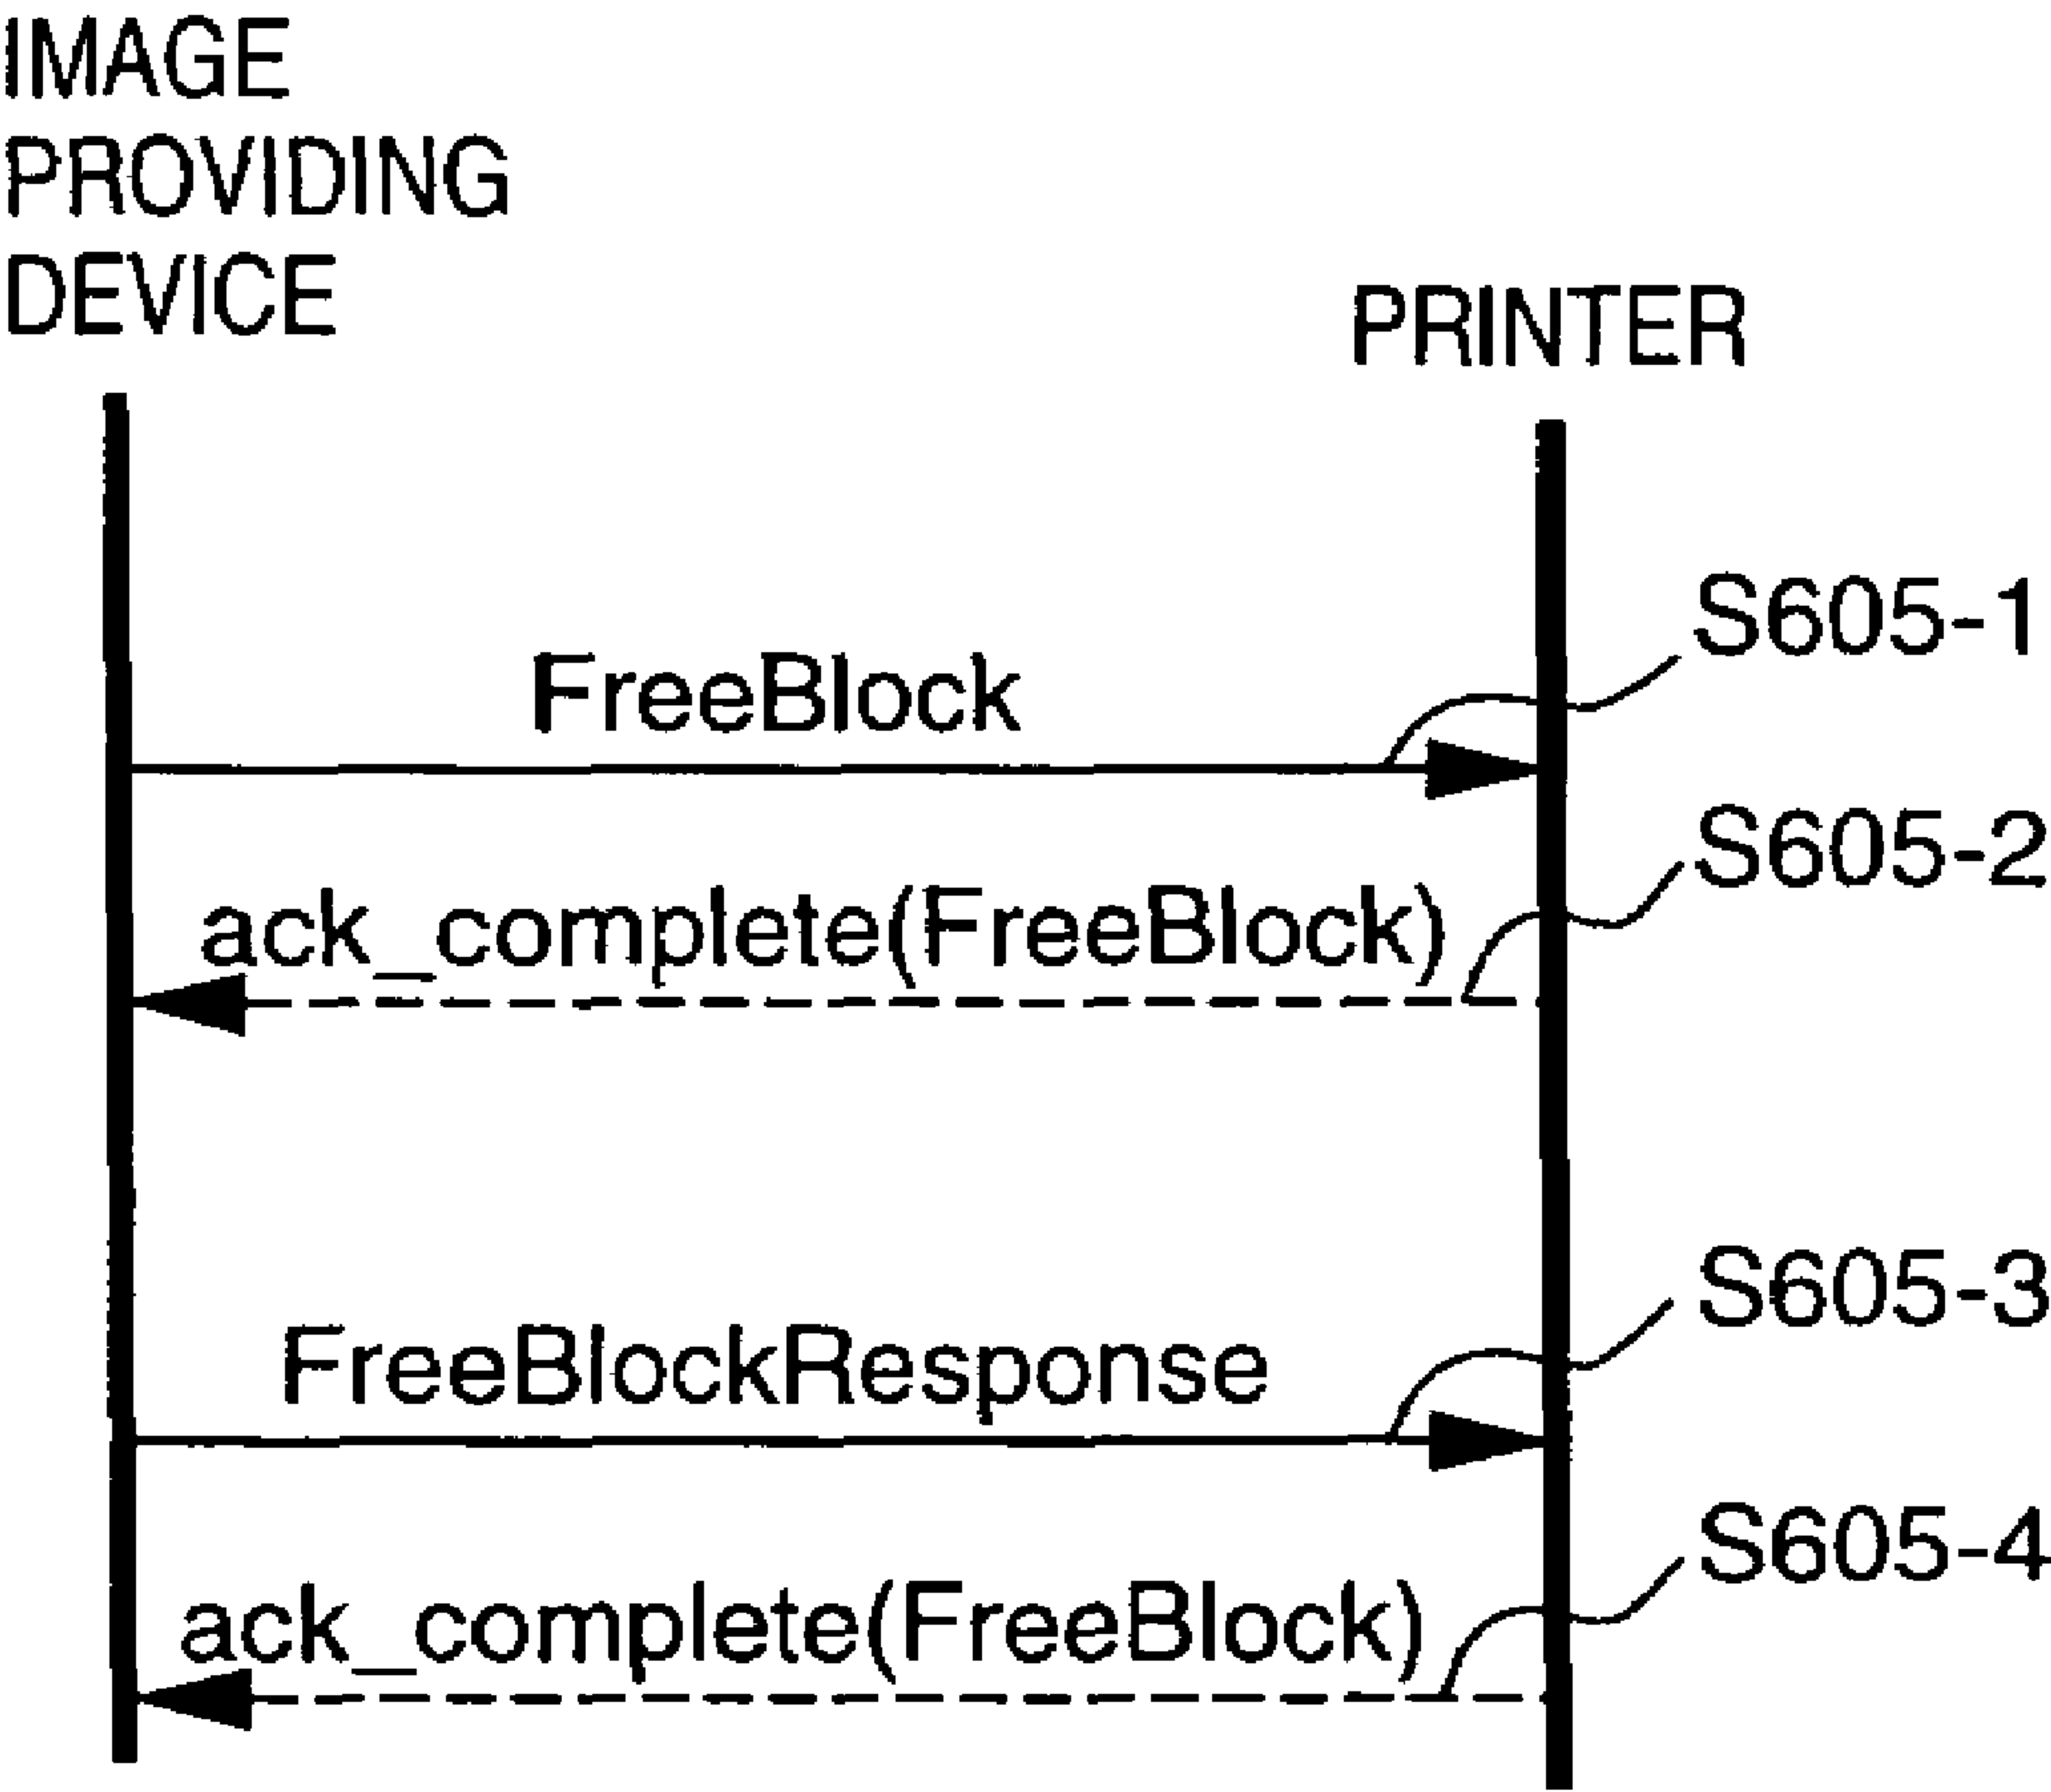 IMAGE
PROVIDING
DEVICE
PRINTER
S605-1
FreeBlock
S605-2
ack_complete(FreeBlock)
S605-3
FreeBlockResponse
S605-4
ack_complete(FreeBlock)